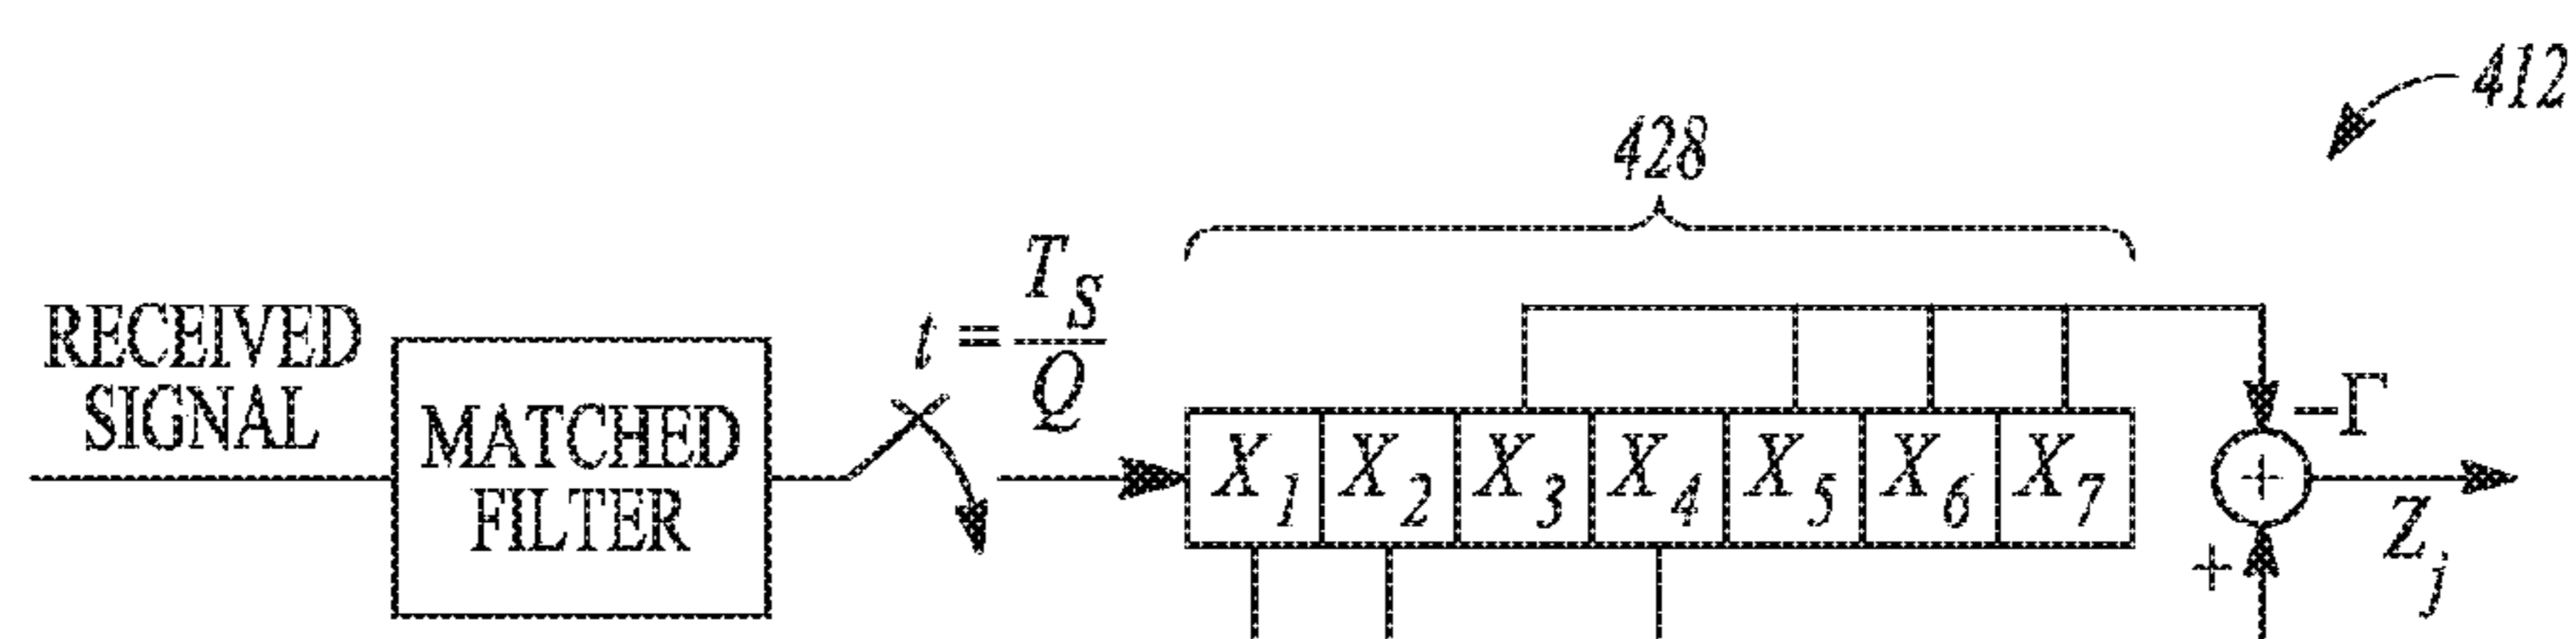 412
428
RECEIVED
SIGNAL
MATCHED
FILTER
t = T_S / Q
X_1 X_2 X_3 X_4 X_5 X_6 X_7
-Γ
+
+
Z_j